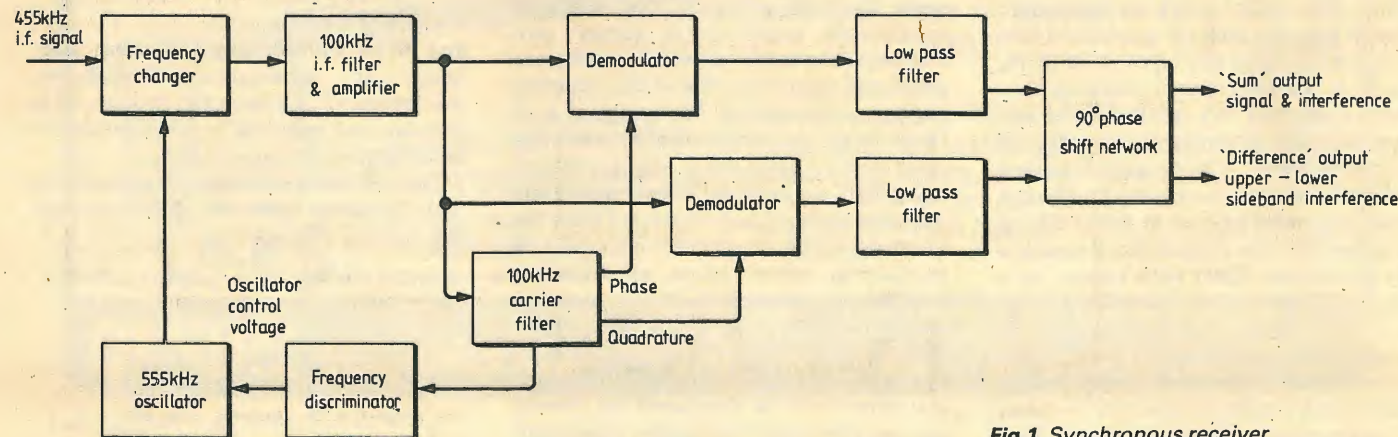 455kHz
i.f. signal
Frequency
changer
100kHz
i.f. filter
& amplifier
Demodulator
Low pass
filter
90° phase
shift network
`Sum´ output
signal & interference
`Difference´ output
upper – lower
sideband interference
Demodulator
Low pass
filter
100kHz
carrier
filter
Phase
Quadrature
Oscillator
control
voltage
555kHz
oscillator
Frequency
discriminator
Fig 1. Synchronous receiver